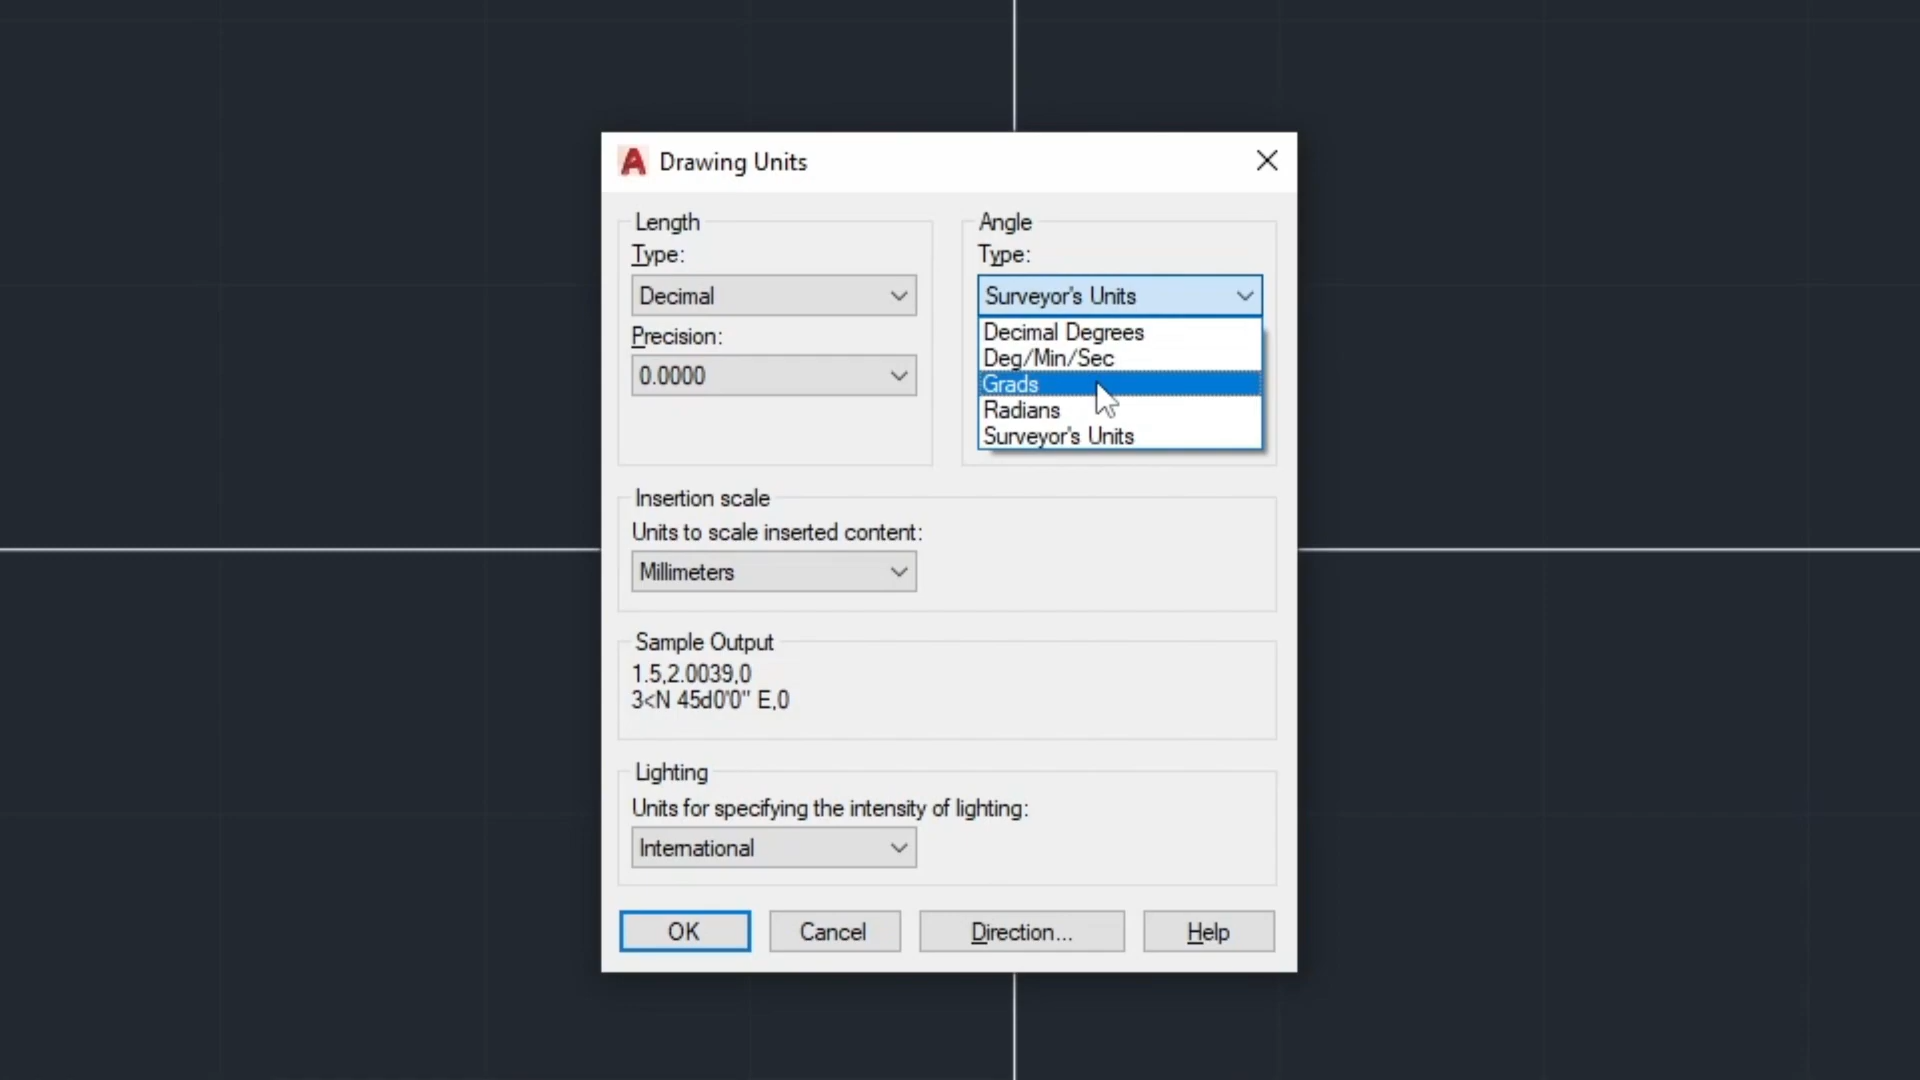 Drawing Units
Length
Type:
Decimal
Precision:
0.0000
Angle
Type:
Surveyor's Units
Decimal Degrees
Deg/Min/Sec
Grads
Radians
Surveyor's Units
Insertion scale
Units to scale inserted content:
Millimeters
Sample Output
1.5,2.0039,0
3<N 45d0'0" E,0
Lighting
Units for specifying the intensity of lighting:
International
OK
Cancel
Direction...
Help